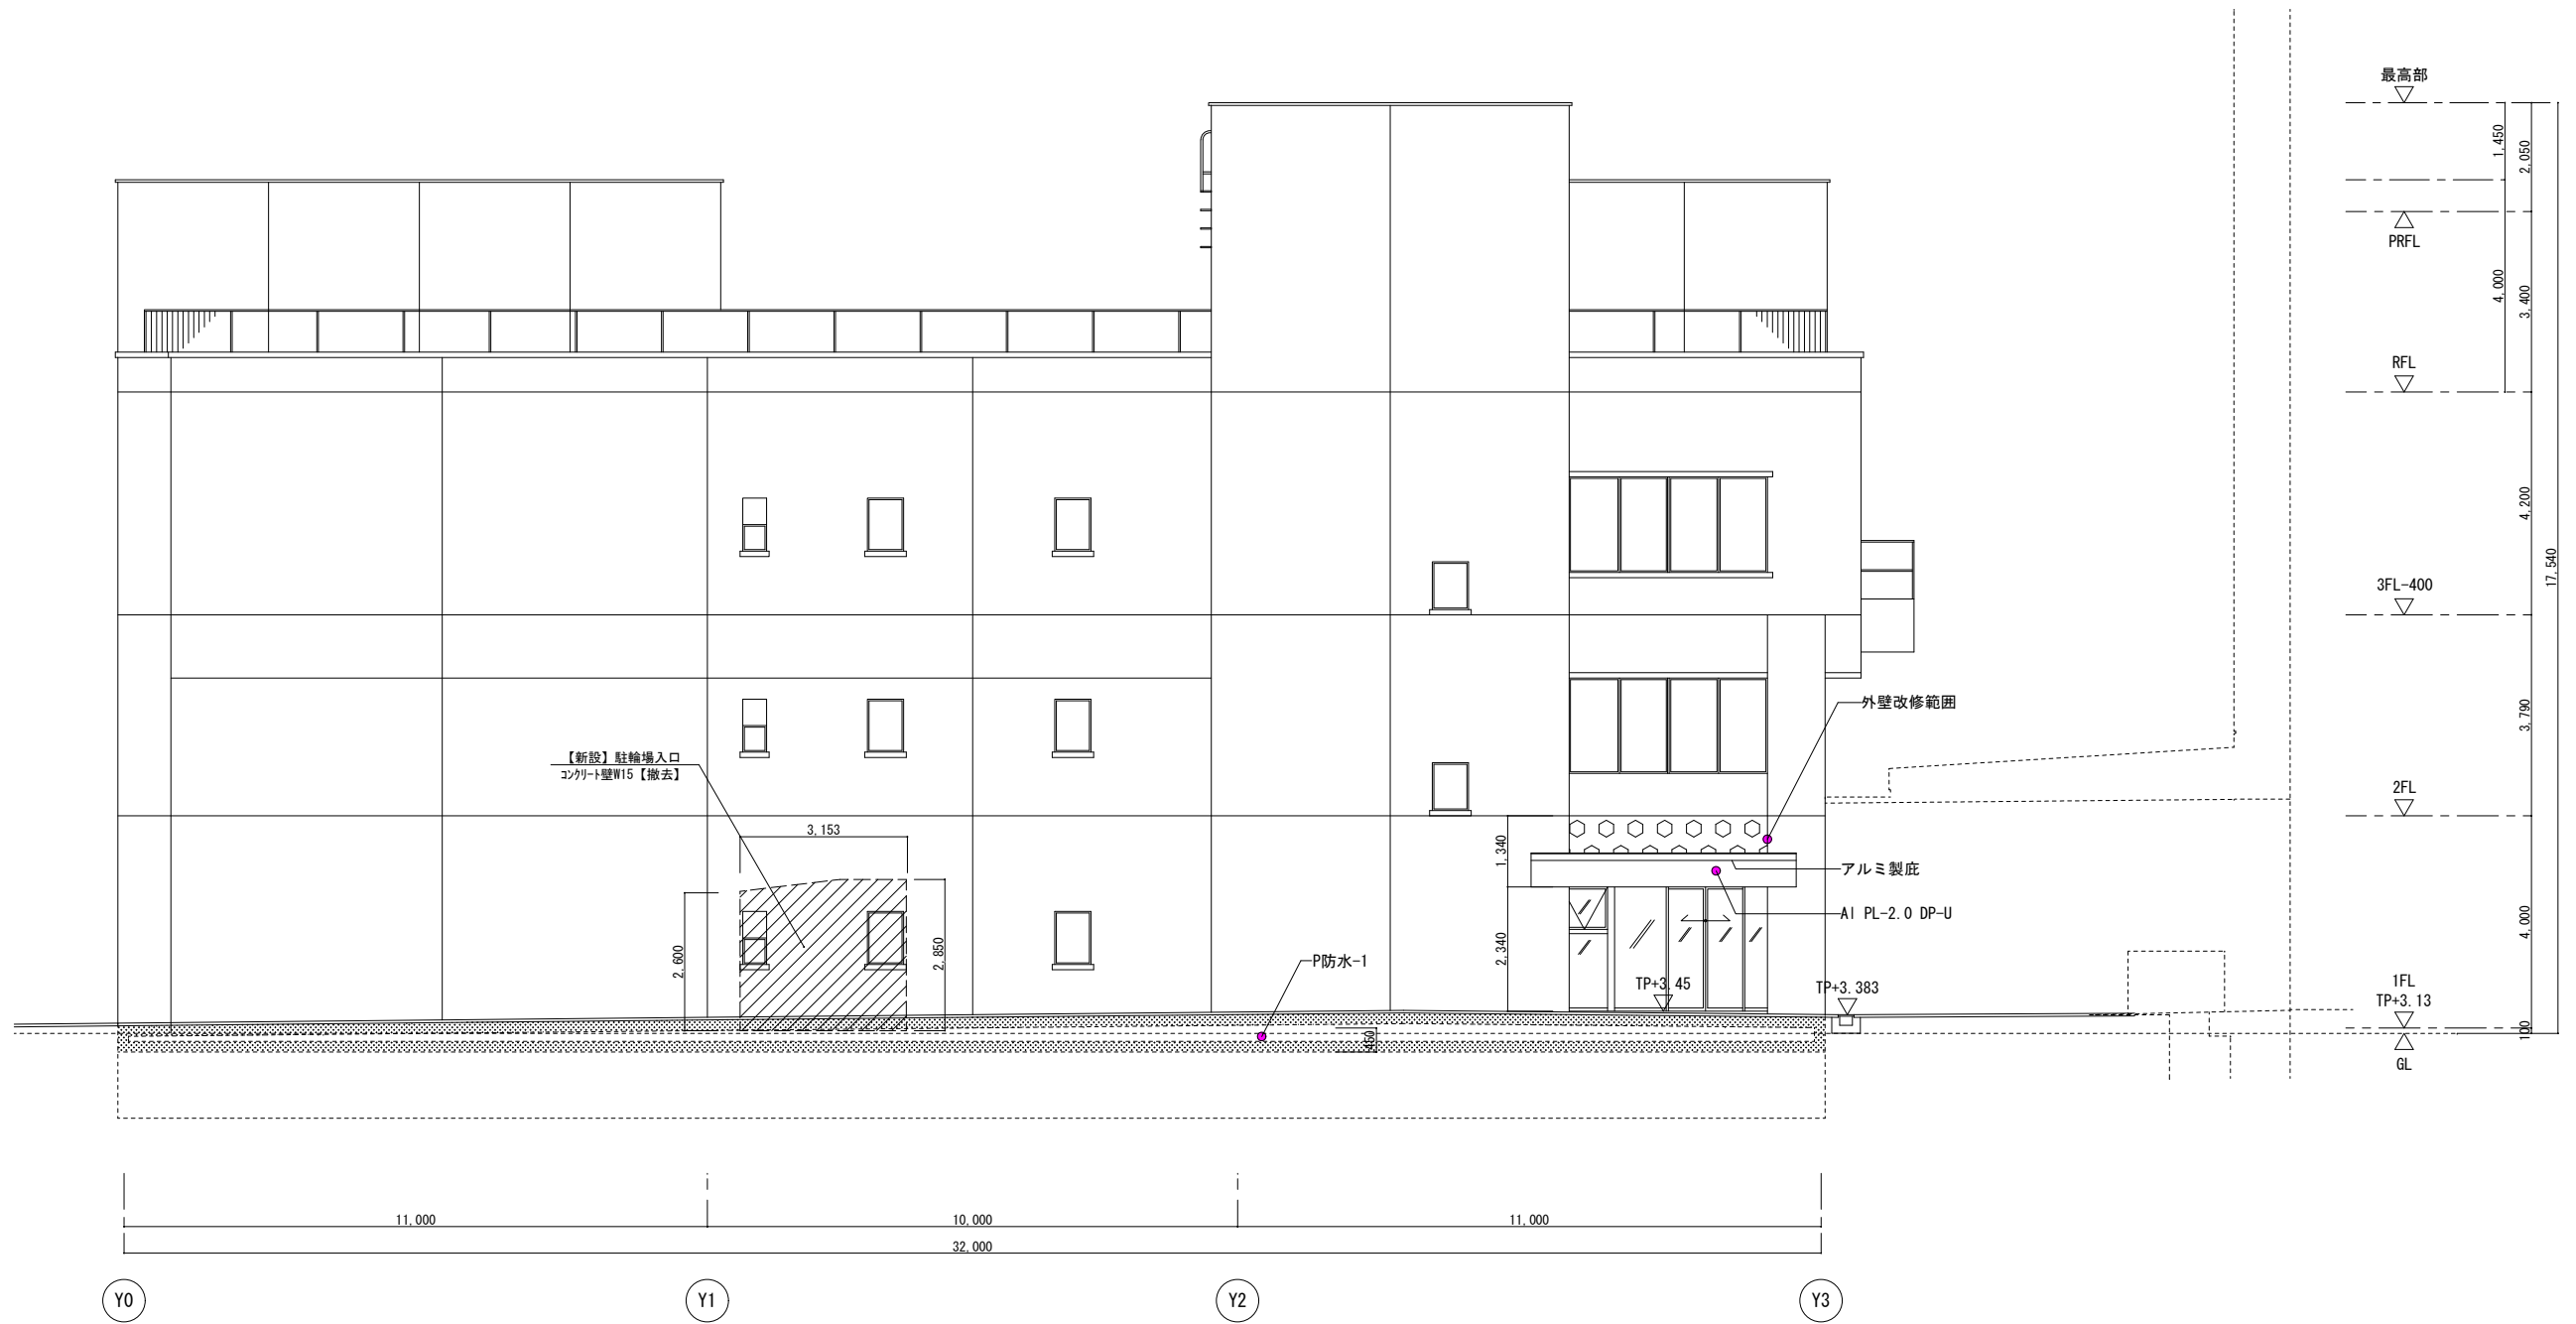 最高部
1,450
2,050
PRFL
4,000
3,400
RFL
4,200
17,540
3FL-400
外壁改修範囲
3,790
【新設】駐輪場入口
コンクリート壁W15【撤去】
2FL
3,153
1,340
アルミ製庇
Al PL-2.0 DP-U
2,600
2,850
2,340
4,000
P防水-1
TP+3.45
TP+3.383
1FL
TP+3.13
450
100
GL
11,000
10,000
11,000
32,000
Y0
Y1
Y2
Y3